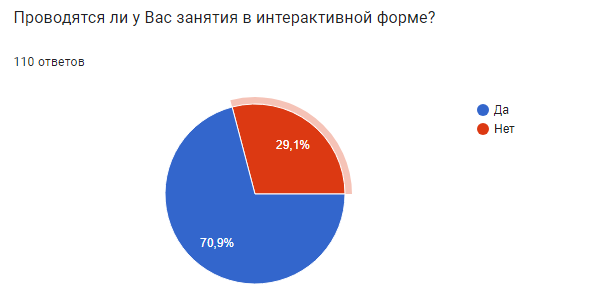 Проводятся ли у Вас занятия в интерактивной форме?
110 ответов
Да
Нет
29,1%
70,9%